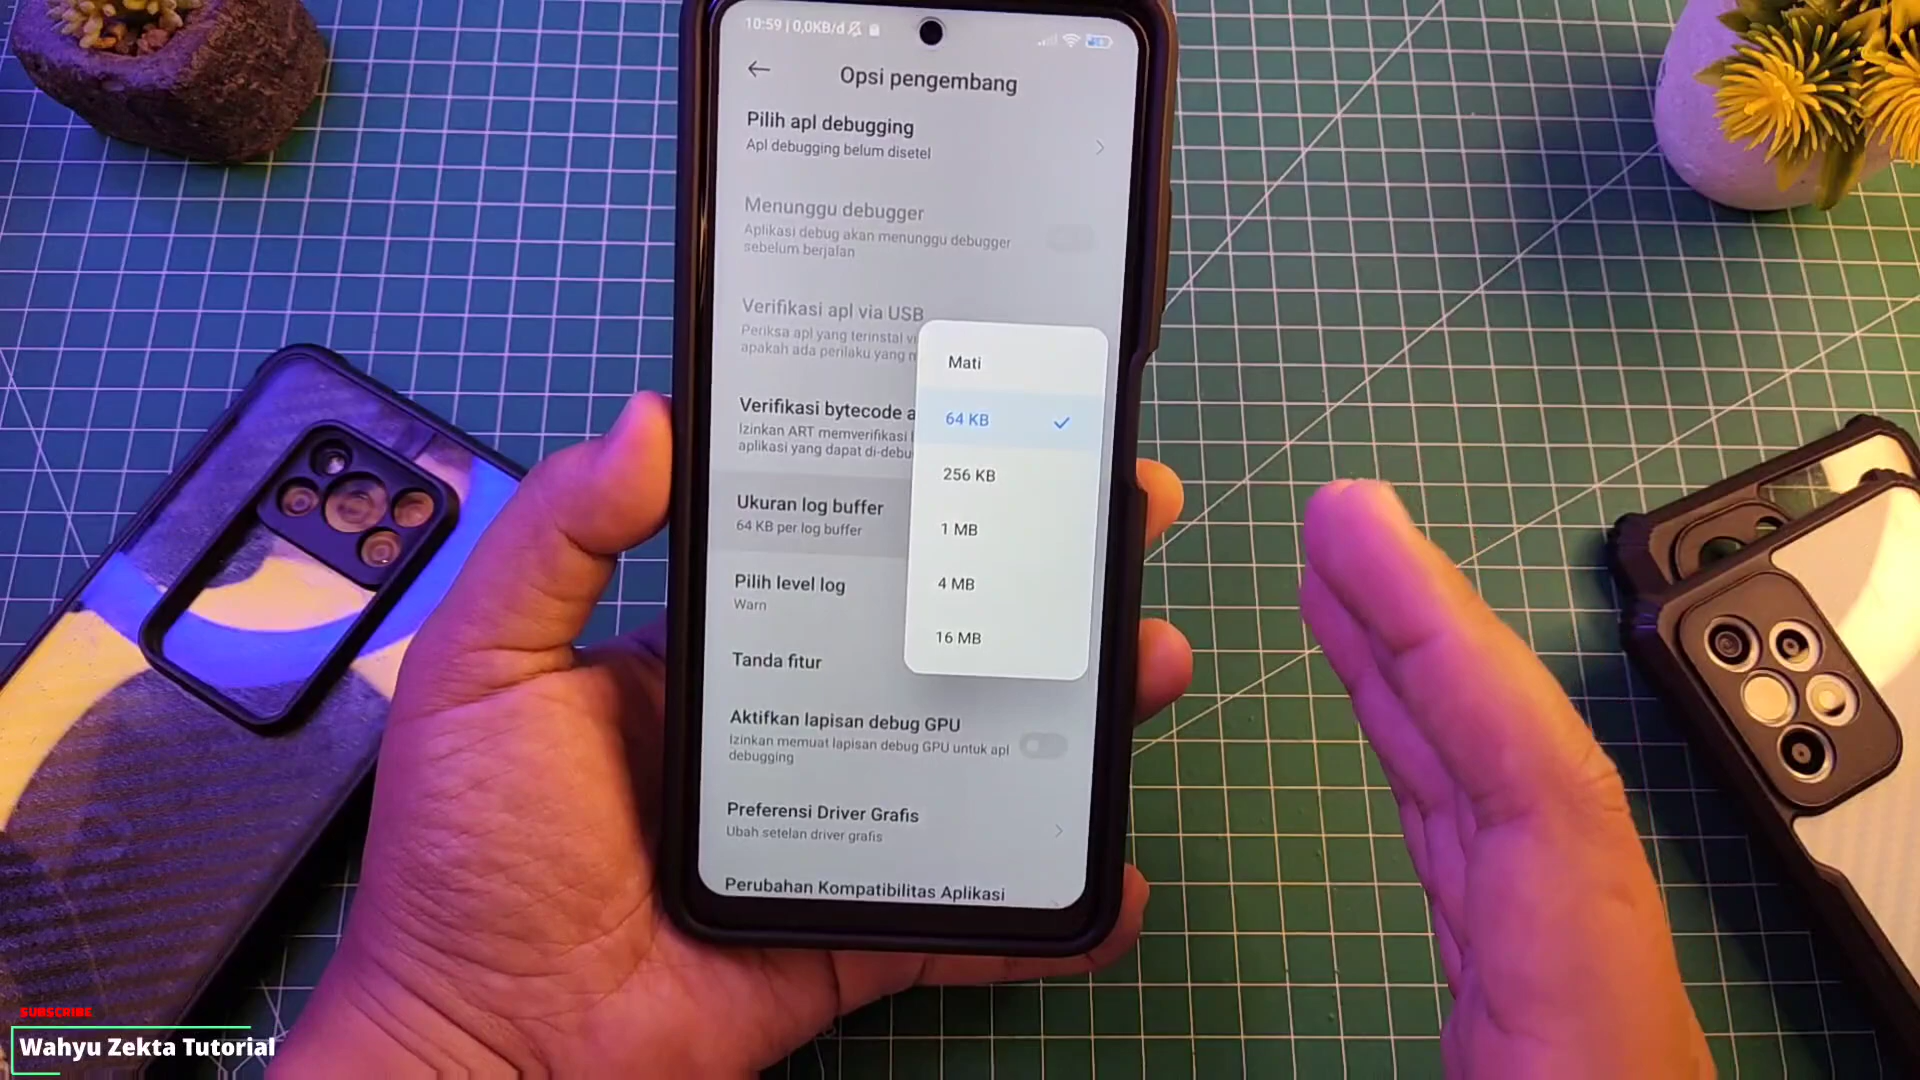 10:59 | 0,0KB/d
Opsi pengembang
Pilih apl debugging
Apl debugging belum disetel
Menunggu debugger
Aplikasi debug akan menunggu debugger
sebelum berjalan
Verifikasi apl via USB
Periksa apl yang terinstal
apakah ada perilaku yang
Verifikasi bytecode
Izinkan ART memverifikasi
aplikasi yang dapat di-debu
Ukuran log buffer
64 KB per log buffer
Mati
64 KB
256 KB
1 MB
4 MB
16 MB
Pilih level log
Warn
Tanda fitur
Aktifkan lapisan debug GPU
Izinkan memuat lapisan debug GPU untuk apl
debugging
Preferensi Driver Grafis
Ubah setelan driver grafis
Perubahan Kompatibilitas Aplikasi
SUBSCRIBE
Wahyu Zekta Tutorial